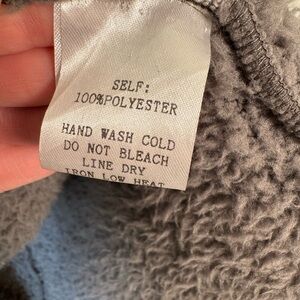 SELF:
100%POLYESTER
HAND WASH COLD
DO NOT BLEACH
LINE DRY
IRON LOW HEAT